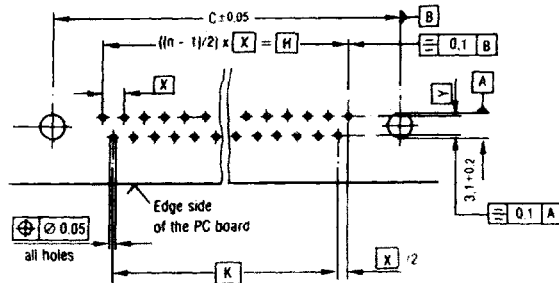 C ±0.05
B
((n - 1)/2) x X = H
0,1 B
X
Y
A
3,1+0,2
Edge side
of the PC board
⌖ ∅ 0.05
all holes
0,1 A
K
X /2